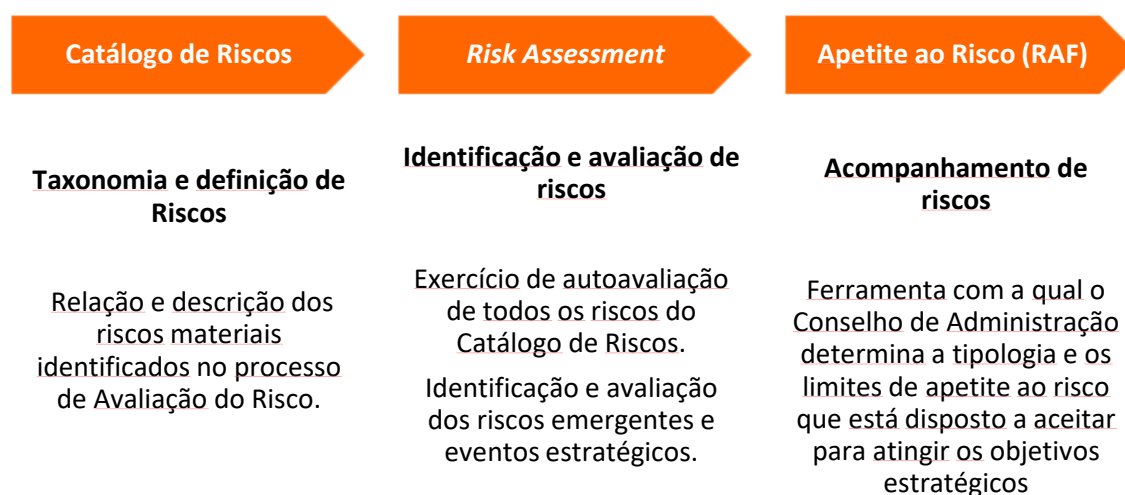 Catálogo de Riscos
Risk Assessment
Apetite ao Risco (RAF)
Taxonomia e definição de
Riscos
Relação e descrição dos
riscos materiais
identificados no processo
de Avaliação do Risco.
Identificação e avaliação de
riscos
Exercício de autoavaliação
de todos os riscos do
Catálogo de Riscos.
Identificação e avaliação
dos riscos emergentes e
eventos estratégicos.
Acompanhamento de
riscos
Ferramenta com a qual o
Conselho de Administração
determina a tipologia e os
limites de apetite ao risco
que está disposto a aceitar
para atingir os objetivos
estratégicos